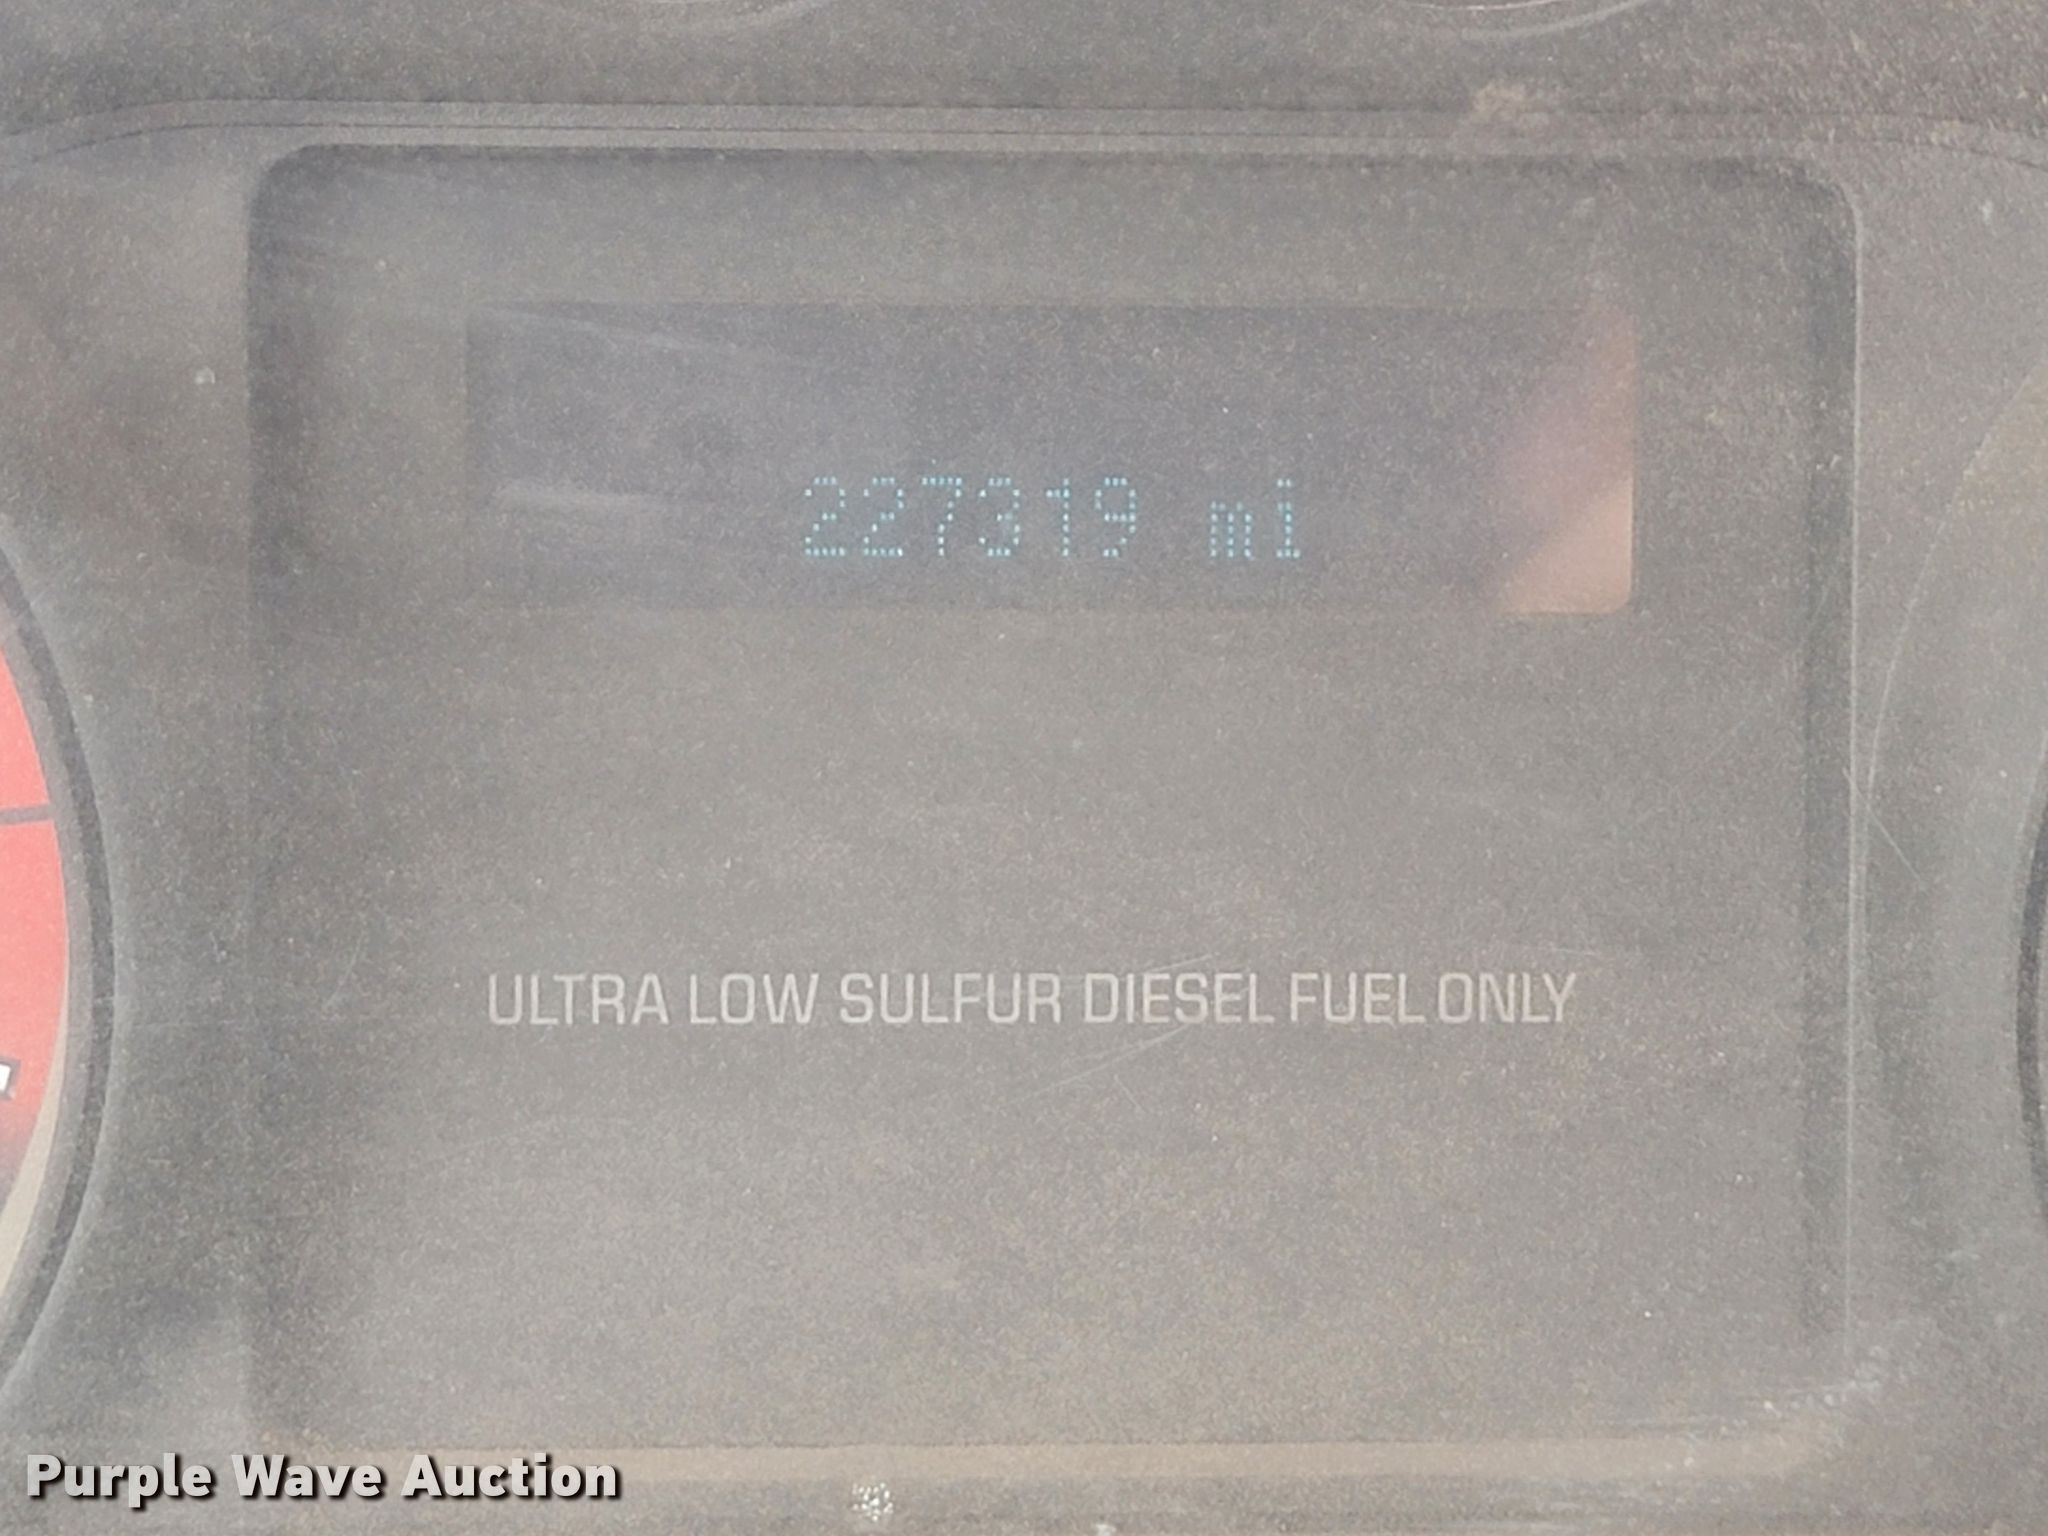 227319 mi
ULTRA LOW SULFUR DIESEL FUEL ONLY
Purple Wave Auction